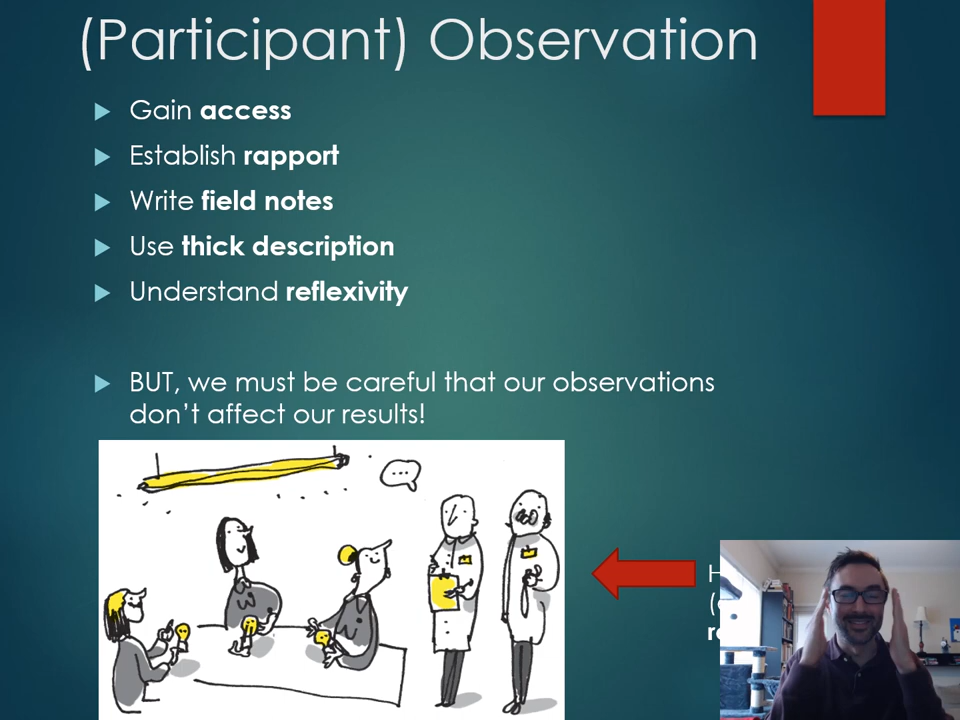 (Participant) Observation
Gain access
Establish rapport
Write field notes
Use thick description
Understand reflexivity
BUT, we must be careful that our observations
don't affect our results!
...